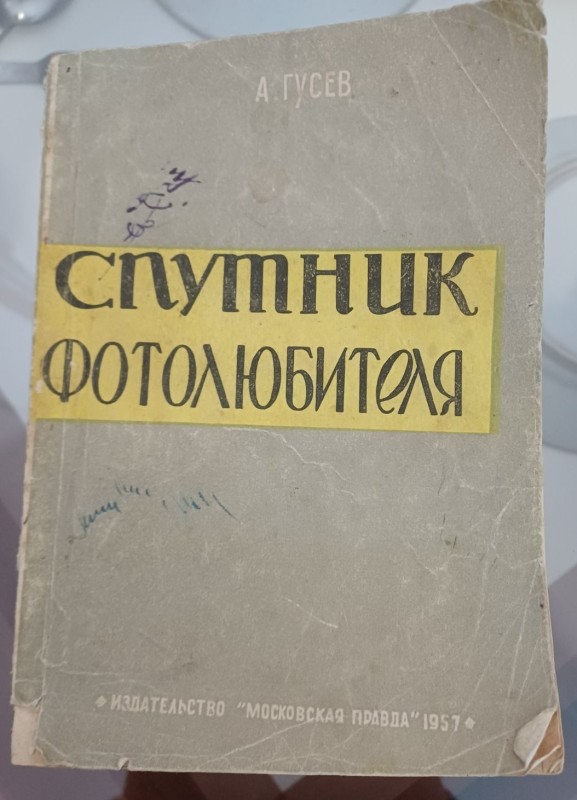 А. ГУСЕВ
СПУТНИК
ФОТОЛЮБИТЕЛЯ
ИЗДАТЕЛЬСТВО "МОСКОВСКАЯ ПРАВДА" 1957